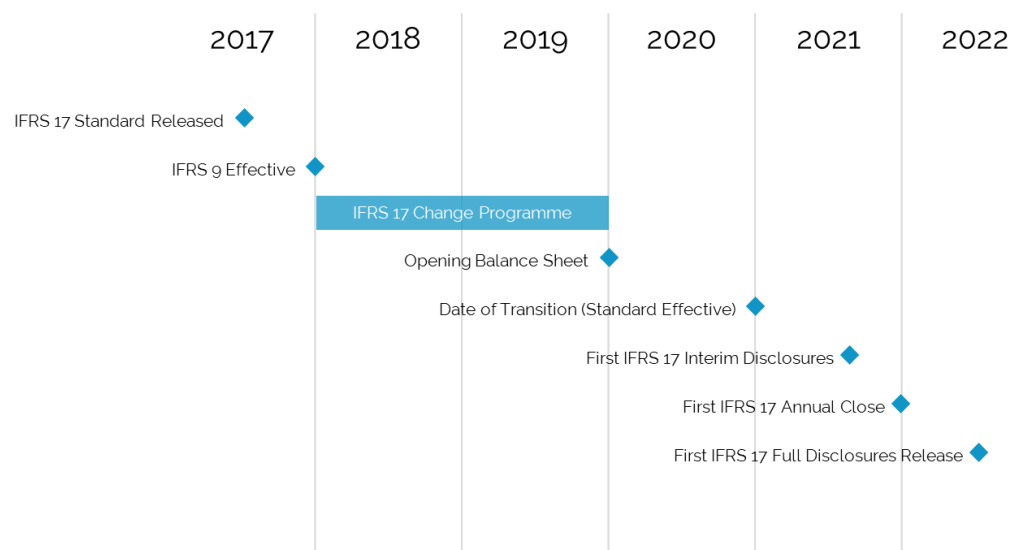 2017 2018 2019 2020 2021 2022
IFRS 17 Standard Released
IFRS 9 Effective
IFRS 17 Change Programme
Opening Balance Sheet
Date of Transition (Standard Effective)
First IFRS 17 Interim Disclosures
First IFRS 17 Annual Close
First IFRS 17 Full Disclosures Release